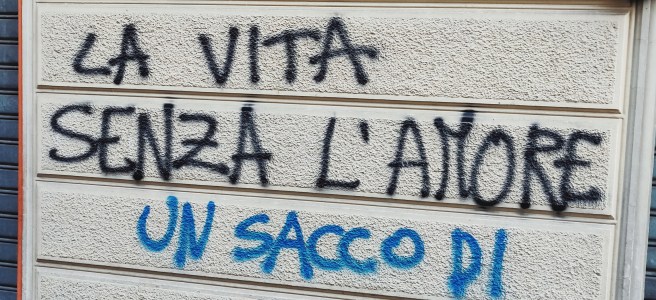 LA VITA
SENZA L'AMORE
UN SACCO DI